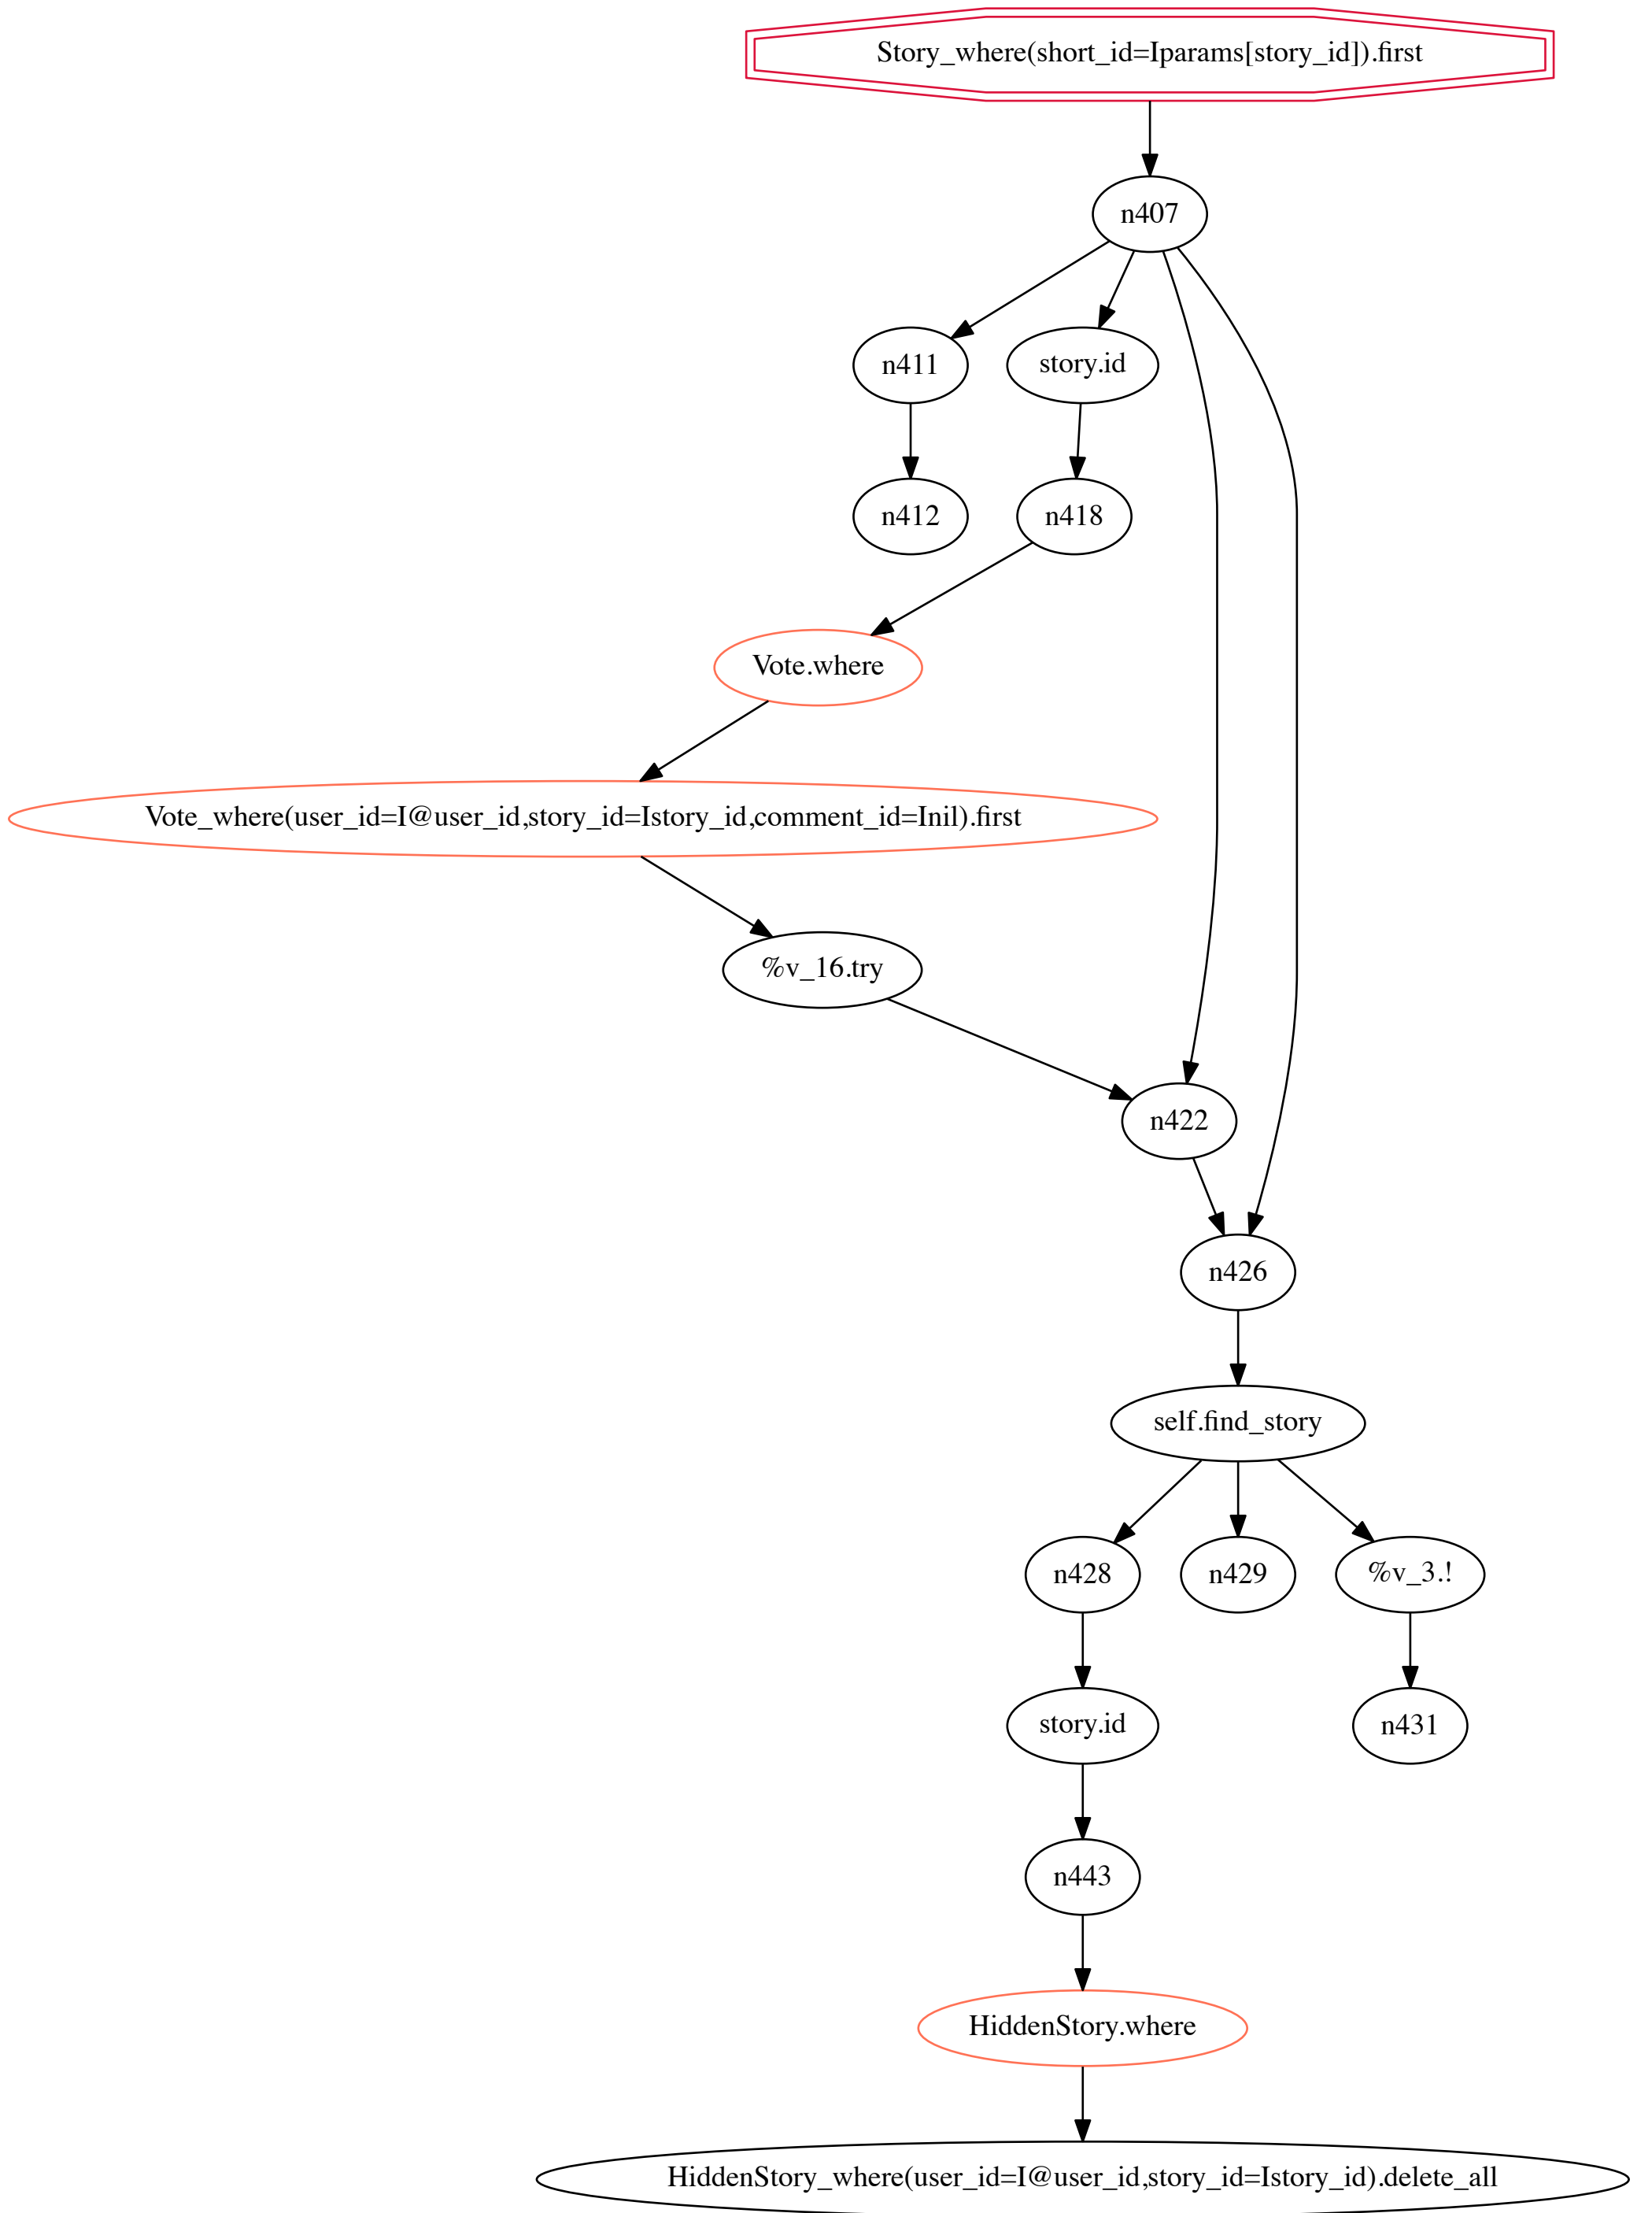 Story_where(short_id=Iparams[story_id]).first
n407
n411
story.id
n412
n418
Vote.where
Vote_where(user_id=I@user_id,story_id=Istory_id,comment_id=Inil).first
%v_16.try
n422
n426
self.find_story
n428
n429
%v_3.!
story.id
n431
n443
HiddenStory.where
HiddenStory_where(user_id=I@user_id,story_id=Istory_id).delete_all